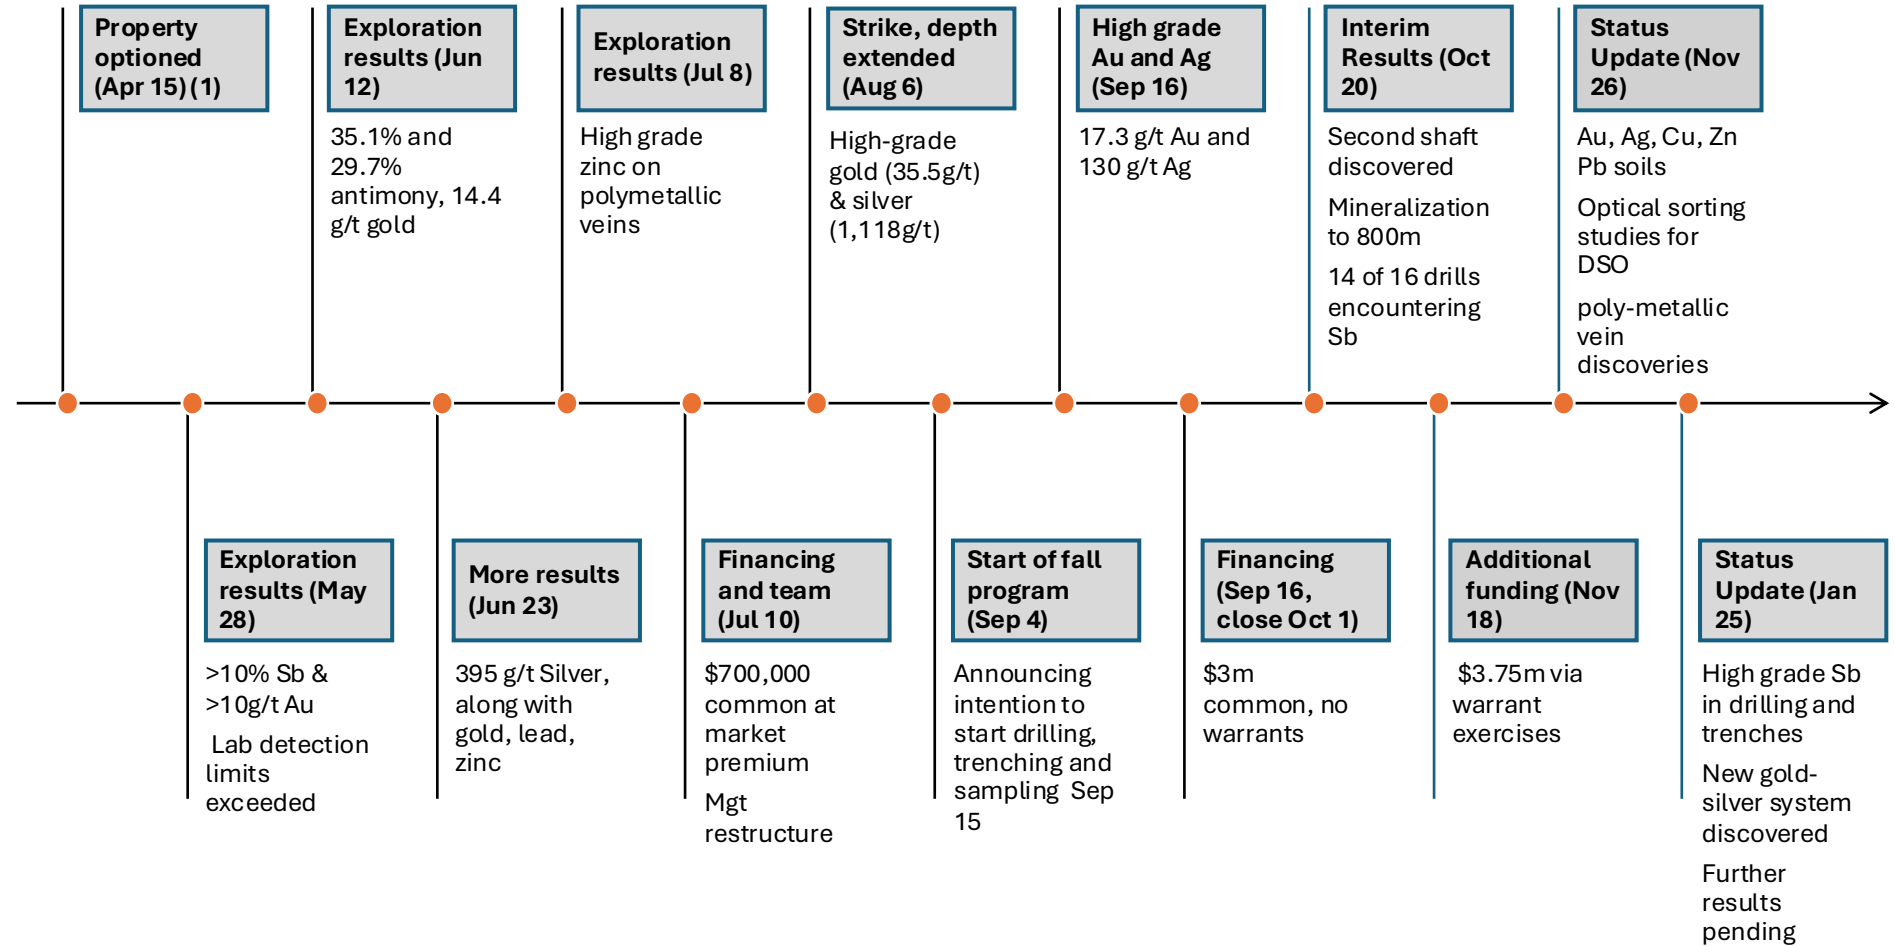 Property
optioned
(Apr 15) (1)
Exploration
results (Jun
12)
35.1% and
29.7%
antimony, 14.4
g/t gold
Exploration
results (Jul 8)
High grade
zinc on
polymetallic
veins
Strike, depth
extended
(Aug 6)
High-grade
gold (35.5g/t)
& silver
(1,118g/t)
High grade
Au and Ag
(Sep 16)
17.3 g/t Au and
130 g/t Ag
Interim
Results (Oct
20)
Second shaft
discovered
Mineralization
to 800m
14 of 16 drills
encountering
Sb
Status
Update (Nov
26)
Au, Ag, Cu, Zn
Pb soils
Optical sorting
studies for
DSO
poly-metallic
vein
discoveries
Exploration
results (May
28)
>10% Sb &
>10g/t Au
Lab detection
limits
exceeded
More results
(Jun 23)
395 g/t Silver,
along with
gold, lead,
zinc
Financing
and team
(Jul 10)
$700,000
common at
market
premium
Mgt
restructure
Start of fall
program
(Sep 4)
Announcing
intention to
start drilling,
trenching and
sampling Sep
15
Financing
(Sep 16,
close Oct 1)
$3m
common, no
warrants
Additional
funding (Nov
18)
$3.75m via
warrant
exercises
Status
Update (Jan
25)
High grade Sb
in drilling and
trenches
New gold-
silver system
discovered
Further
results
pending